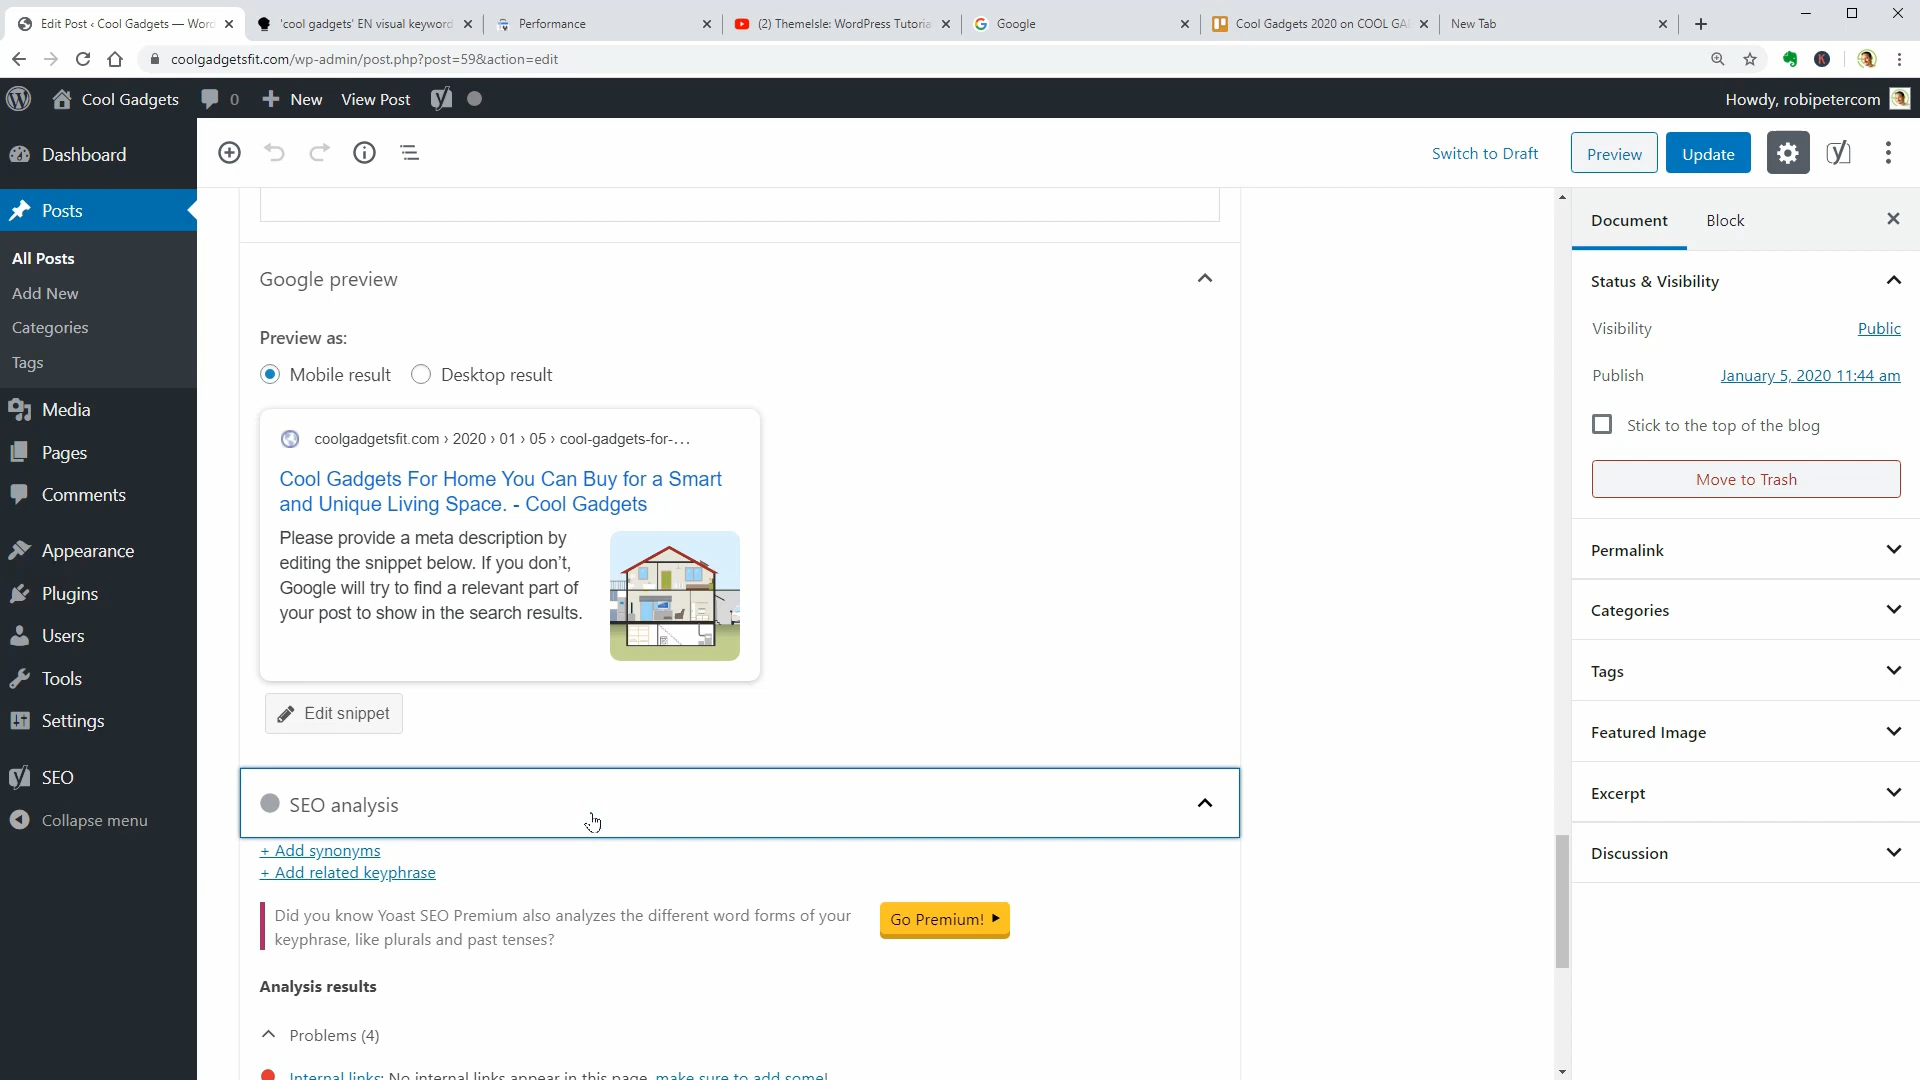 Edit Post ‹ Cool Gadgets — Word
'cool gadgets' EN visual keyword
Performance
(2) ThemeIsle: WordPress Tutoria
Google
Cool Gadgets 2020 on COOL GA
New Tab
coolgadgetsfit.com/wp-admin/post.php?post=59&action=edit
Cool Gadgets
0
New
View Post
Howdy, robipetercom
Dashboard
Switch to Draft
Preview
Update
Posts
All Posts
Add New
Categories
Tags
Media
Pages
Comments
Appearance
Plugins
Users
Tools
Settings
SEO
Collapse menu
Google preview
Preview as:
Mobile result
Desktop result
coolgadgetsfit.com › 2020 › 01 › 05 › cool-gadgets-for-...
Cool Gadgets For Home You Can Buy for a Smart
and Unique Living Space. - Cool Gadgets
Please provide a meta description by
editing the snippet below. If you don’t,
Google will try to find a relevant part of
your post to show in the search results.
Edit snippet
SEO analysis
+ Add synonyms
+ Add related keyphrase
Did you know Yoast SEO Premium also analyzes the different word forms of your
keyphrase, like plurals and past tenses?
Go Premium!
Analysis results
Problems (4)
Internal links: No internal links appear in this page, make sure to add some!
Document
Block
Status & Visibility
Visibility
Public
Publish
January 5, 2020 11:44 am
Stick to the top of the blog
Move to Trash
Permalink
Categories
Tags
Featured Image
Excerpt
Discussion